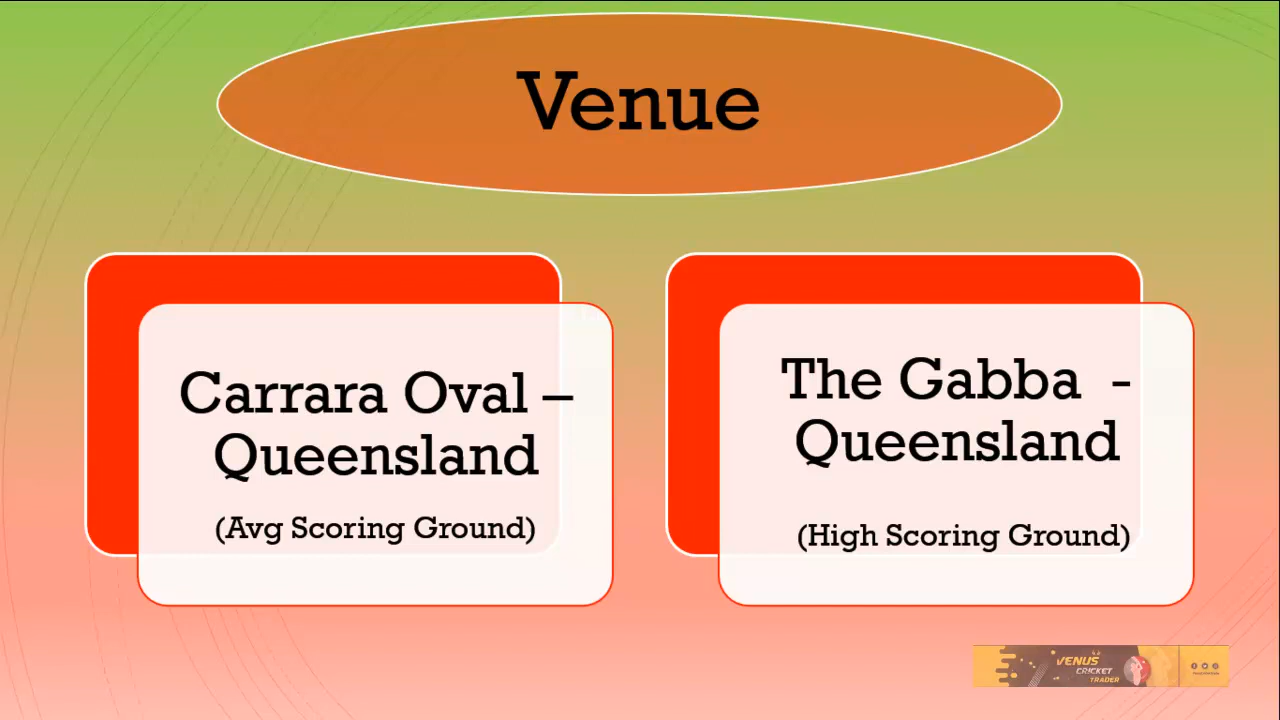 Venue
Carrara Oval –
Queensland
(Avg Scoring Ground)
The Gabba  -
Queensland
(High Scoring Ground)
VENUS
CRICKET
TRADER